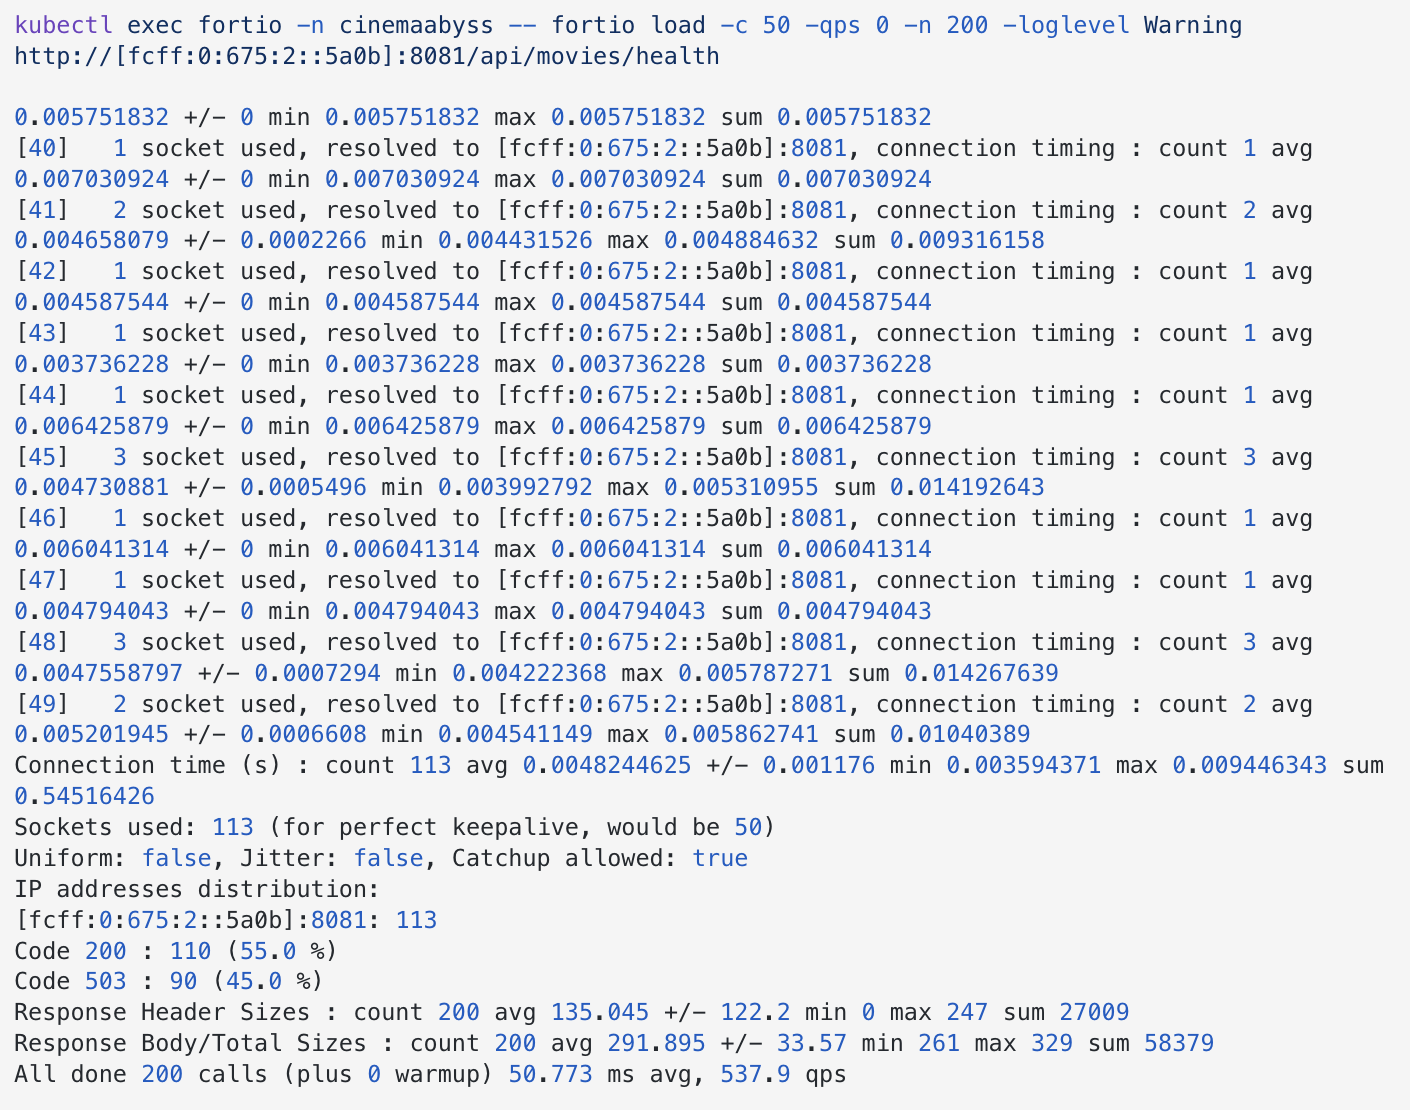 kubectl exec fortio -n cinemaabyss -- fortio load -c 50 -qps 0 -n 200 -loglevel Warning
http://[fcff:0:675:2::5a0b]:8081/api/movies/health
0.005751832 +/- 0 min 0.005751832 max 0.005751832 sum 0.005751832
[40]   1 socket used, resolved to [fcff:0:675:2::5a0b]:8081, connection timing : count 1 avg
0.007030924 +/- 0 min 0.007030924 max 0.007030924 sum 0.007030924
[41]   2 socket used, resolved to [fcff:0:675:2::5a0b]:8081, connection timing : count 2 avg
0.004658079 +/- 0.0002266 min 0.004431526 max 0.004884632 sum 0.009316158
[42]   1 socket used, resolved to [fcff:0:675:2::5a0b]:8081, connection timing : count 1 avg
0.004587544 +/- 0 min 0.004587544 max 0.004587544 sum 0.004587544
[43]   1 socket used, resolved to [fcff:0:675:2::5a0b]:8081, connection timing : count 1 avg
0.003736228 +/- 0 min 0.003736228 max 0.003736228 sum 0.003736228
[44]   1 socket used, resolved to [fcff:0:675:2::5a0b]:8081, connection timing : count 1 avg
0.006425879 +/- 0 min 0.006425879 max 0.006425879 sum 0.006425879
[45]   3 socket used, resolved to [fcff:0:675:2::5a0b]:8081, connection timing : count 3 avg
0.004730881 +/- 0.0005496 min 0.003992792 max 0.005310955 sum 0.014192643
[46]   1 socket used, resolved to [fcff:0:675:2::5a0b]:8081, connection timing : count 1 avg
0.006041314 +/- 0 min 0.006041314 max 0.006041314 sum 0.006041314
[47]   1 socket used, resolved to [fcff:0:675:2::5a0b]:8081, connection timing : count 1 avg
0.004794043 +/- 0 min 0.004794043 max 0.004794043 sum 0.004794043
[48]   3 socket used, resolved to [fcff:0:675:2::5a0b]:8081, connection timing : count 3 avg
0.0047558797 +/- 0.0007294 min 0.004222368 max 0.005787271 sum 0.014267639
[49]   2 socket used, resolved to [fcff:0:675:2::5a0b]:8081, connection timing : count 2 avg
0.005201945 +/- 0.0006608 min 0.004541149 max 0.005862741 sum 0.01040389
Connection time (s) : count 113 avg 0.0048244625 +/- 0.001176 min 0.003594371 max 0.009446343 sum
0.54516426
Sockets used: 113 (for perfect keepalive, would be 50)
Uniform: false, Jitter: false, Catchup allowed: true
IP addresses distribution:
[fcff:0:675:2::5a0b]:8081: 113
Code 200 : 110 (55.0 %)
Code 503 : 90 (45.0 %)
Response Header Sizes : count 200 avg 135.045 +/- 122.2 min 0 max 247 sum 27009
Response Body/Total Sizes : count 200 avg 291.895 +/- 33.57 min 261 max 329 sum 58379
All done 200 calls (plus 0 warmup) 50.773 ms avg, 537.9 qps